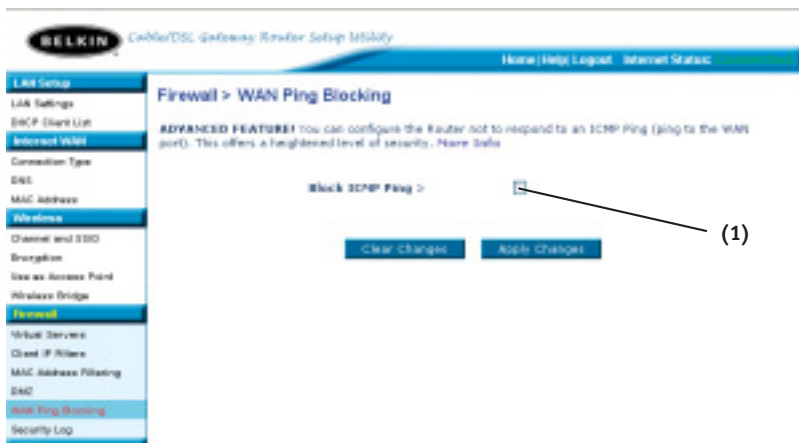 BELKIN Cable/DSL Gateway Router Setup Utility
Home | Help | Logout Internet Status:
LAN Setup
LAN Settings
DHCP Client List
Internet WAN
Connection Type
DNS
MAC Address
Wireless
Channel and SSID
Encryption
Use as Access Point
Wireless Bridge
Firewall
Virtual Servers
Client IP Filters
MAC Address Filtering
DMZ
WAN Ping Blocking
Security Log
Firewall > WAN Ping Blocking
ADVANCED FEATURE! You can configure the Router not to respond to an ICMP Ping (ping to the WAN
port). This offers a heightened level of security. More Info
Block ICMP Ping >
(1)
Clear Changes Apply Changes